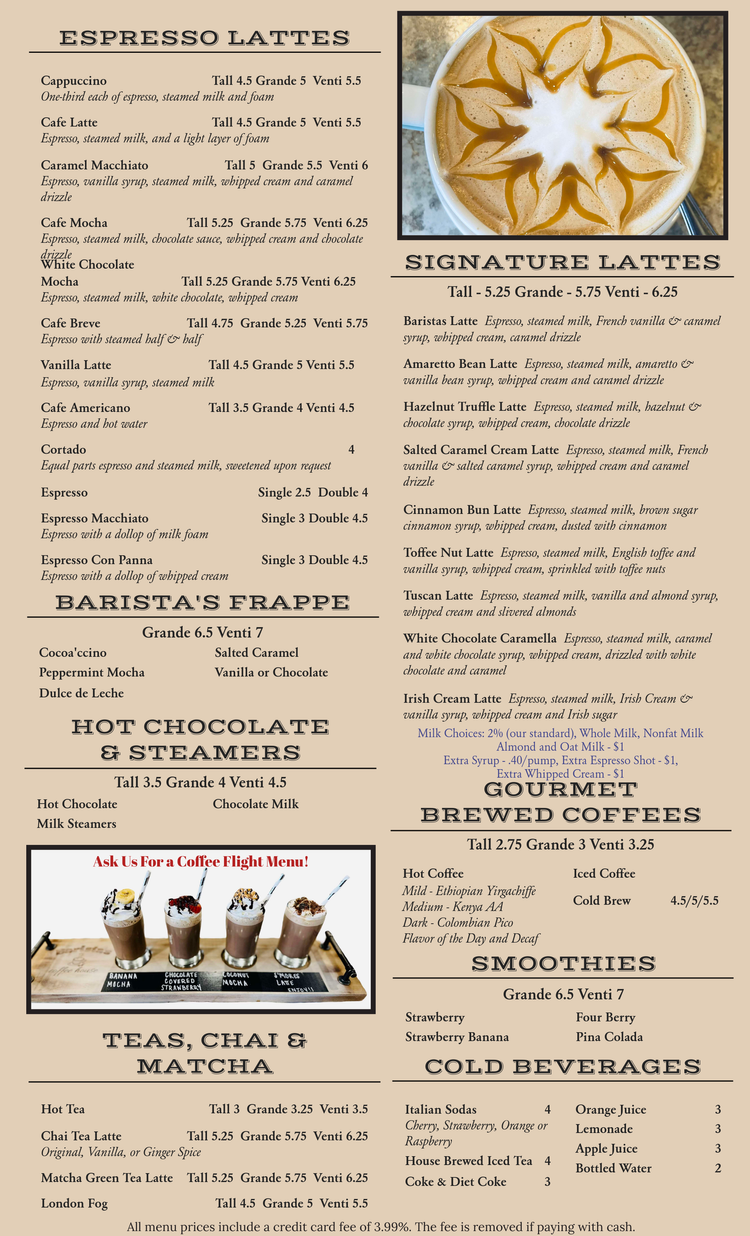 ESPRESSO LATTES
Cappuccino Tall 4.5 Grande 5 Venti 5.5
One-third each of espresso, steamed milk and foam
Cafe Latte Tall 4.5 Grande 5 Venti 5.5
Espresso, steamed milk, and a light layer of foam
Caramel Macchiato Tall 5 Grande 5.5 Venti 6
Espresso, vanilla syrup, steamed milk, whipped cream and caramel
drizzle
Cafe Mocha Tall 5.25 Grande 5.75 Venti 6.25
Espresso, steamed milk, chocolate sauce, whipped cream and chocolate
drizzle
White Chocolate
Mocha Tall 5.25 Grande 5.75 Venti 6.25
Espresso, steamed milk, white chocolate, whipped cream
Cafe Breve Tall 4.75 Grande 5.25 Venti 5.75
Espresso with steamed half & half
Vanilla Latte Tall 4.5 Grande 5 Venti 5.5
Espresso, vanilla syrup, steamed milk
Cafe Americano Tall 3.5 Grande 4 Venti 4.5
Espresso and hot water
Cortado 4
Equal parts espresso and steamed milk, sweetened upon request
Espresso Single 2.5 Double 4
Espresso Macchiato Single 3 Double 4.5
Espresso with a dollop of milk foam
Espresso Con Panna Single 3 Double 4.5
Espresso with a dollop of whipped cream
BARISTA'S FRAPPE
Grande 6.5 Venti 7
Cocoa'ccino Salted Caramel
Peppermint Mocha Vanilla or Chocolate
Dulce de Leche
HOT CHOCOLATE
& STEAMERS
Tall 3.5 Grande 4 Venti 4.5
Hot Chocolate Chocolate Milk
Milk Steamers
Ask Us For a Coffee Flight Menu!
BANANA
MOCHA
CHOCOLATE
COVERED
STRAWBERRY
COCONUT
MOCHA
S'MORES
LATE
ENJOY!!
TEAS, CHAI &
MATCHA
Hot Tea Tall 3 Grande 3.25 Venti 3.5
Chai Tea Latte Tall 5.25 Grande 5.75 Venti 6.25
Original, Vanilla, or Ginger Spice
Matcha Green Tea Latte Tall 5.25 Grande 5.75 Venti 6.25
London Fog Tall 4.5 Grande 5 Venti 5.5
SIGNATURE LATTES
Tall - 5.25 Grande - 5.75 Venti - 6.25
Baristas Latte Espresso, steamed milk, French vanilla & caramel
syrup, whipped cream, caramel drizzle
Amaretto Bean Latte Espresso, steamed milk, amaretto &
vanilla bean syrup, whipped cream and caramel drizzle
Hazelnut Truffle Latte Espresso, steamed milk, hazelnut &
chocolate syrup, whipped cream, chocolate drizzle
Salted Caramel Cream Latte Espresso, steamed milk, French
vanilla & salted caramel syrup, whipped cream and caramel
drizzle
Cinnamon Bun Latte Espresso, steamed milk, brown sugar
cinnamon syrup, whipped cream, dusted with cinnamon
Toffee Nut Latte Espresso, steamed milk, English toffee and
vanilla syrup, whipped cream, sprinkled with toffee nuts
Tuscan Latte Espresso, steamed milk, vanilla and almond syrup,
whipped cream and slivered almonds
White Chocolate Caramella Espresso, steamed milk, caramel
and white chocolate syrup, whipped cream, drizzled with white
chocolate and caramel
Irish Cream Latte Espresso, steamed milk, Irish Cream &
vanilla syrup, whipped cream and Irish sugar
Milk Choices: 2% (our standard), Whole Milk, Nonfat Milk
Almond and Oat Milk - $1
Extra Syrup - .40/pump, Extra Espresso Shot - $1,
Extra Whipped Cream - $1
GOURMET
BREWED COFFEES
Tall 2.75 Grande 3 Venti 3.25
Hot Coffee Iced Coffee
Mild - Ethiopian Yirgachiffe
Cold Brew 4.5/5/5.5
Medium - Kenya AA
Dark - Colombian Pico
Flavor of the Day and Decaf
SMOOTHIES
Grande 6.5 Venti 7
Strawberry Four Berry
Strawberry Banana Pina Colada
COLD BEVERAGES
Italian Sodas 4 Orange Juice 3
Cherry, Strawberry, Orange or
Raspberry
Lemonade 3
Apple Juice 3
House Brewed Iced Tea 4 Bottled Water 2
Coke & Diet Coke 3
All menu prices include a credit card fee of 3.99%. The fee is removed if paying with cash.